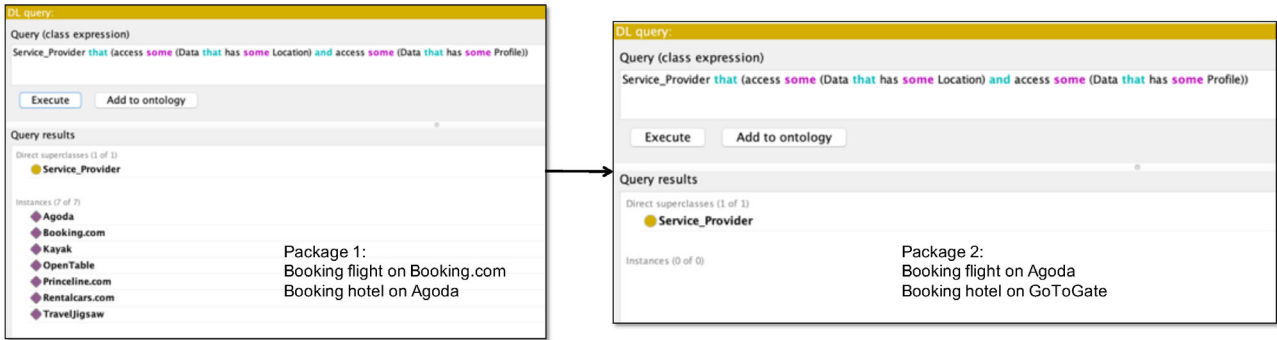 DL query:
Query (class expression)
Service_Provider that (access some (Data that has some Location) and access some (Data that has some Profile))
Execute Add to ontology
Query results
Direct superclasses (1 of 1)
Service_Provider
Instances (7 of 7)
Agoda
Booking.com
Kayak
OpenTable
Princeline.com
Rentalcars.com
TravelJigsaw
Package 1:
Booking flight on Booking.com
Booking hotel on Agoda
DL query:
Query (class expression)
Service_Provider that (access some (Data that has some Location) and access some (Data that has some Profile))
Execute Add to ontology
Query results
Direct superclasses (1 of 1)
Service_Provider
Instances (0 of 0)
Package 2:
Booking flight on Agoda
Booking hotel on GoToGate